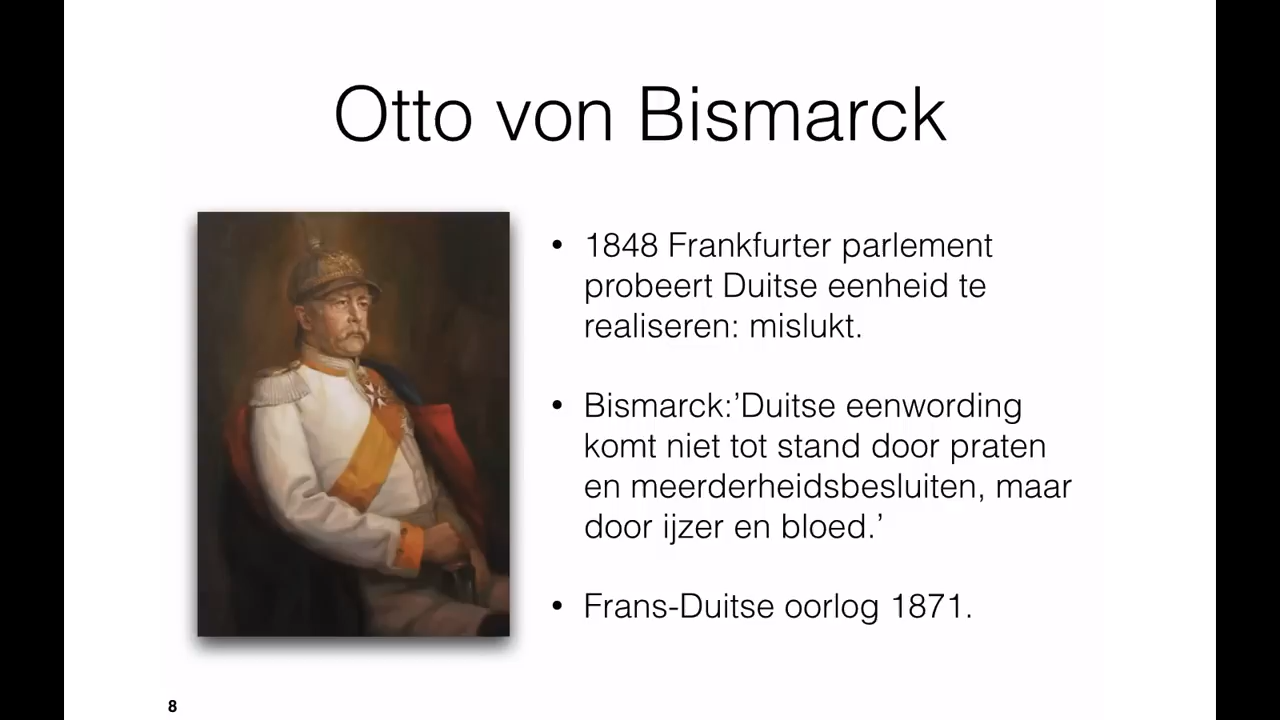 Otto von Bismarck
• 1848 Frankfurter parlement
probeert Duitse eenheid te
realiseren: mislukt.
• Bismarck:’Duitse eenwording
komt niet tot stand door praten
en meerderheidsbesluiten, maar
door ijzer en bloed.’
• Frans-Duitse oorlog 1871.
8